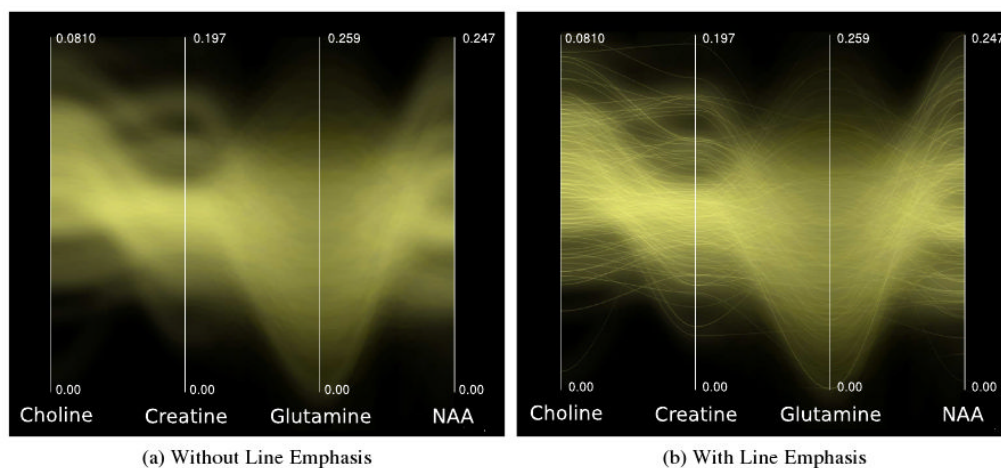 0.0810 0.197 0.259 0.247
0.00 0.00 0.00 0.00
Choline Creatine Glutamine NAA
(a) Without Line Emphasis
0.0810 0.197 0.259 0.247
0.00 0.00 0.00 0.00
Choline Creatine Glutamine NAA
(b) With Line Emphasis